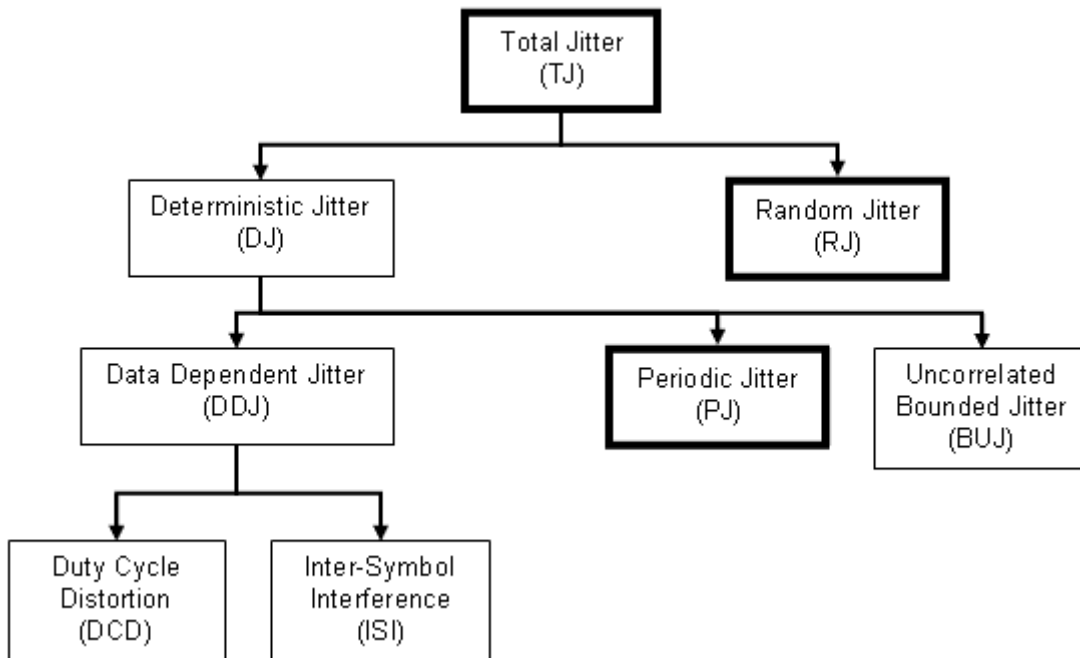 Total Jitter
(TJ)
Deterministic Jitter
(DJ)
Random Jitter
(RJ)
Data Dependent Jitter
(DDJ)
Periodic Jitter
(PJ)
Uncorrelated
Bounded Jitter
(BUJ)
Duty Cycle
Distortion
(DCD)
Inter-Symbol
Interference
(ISI)